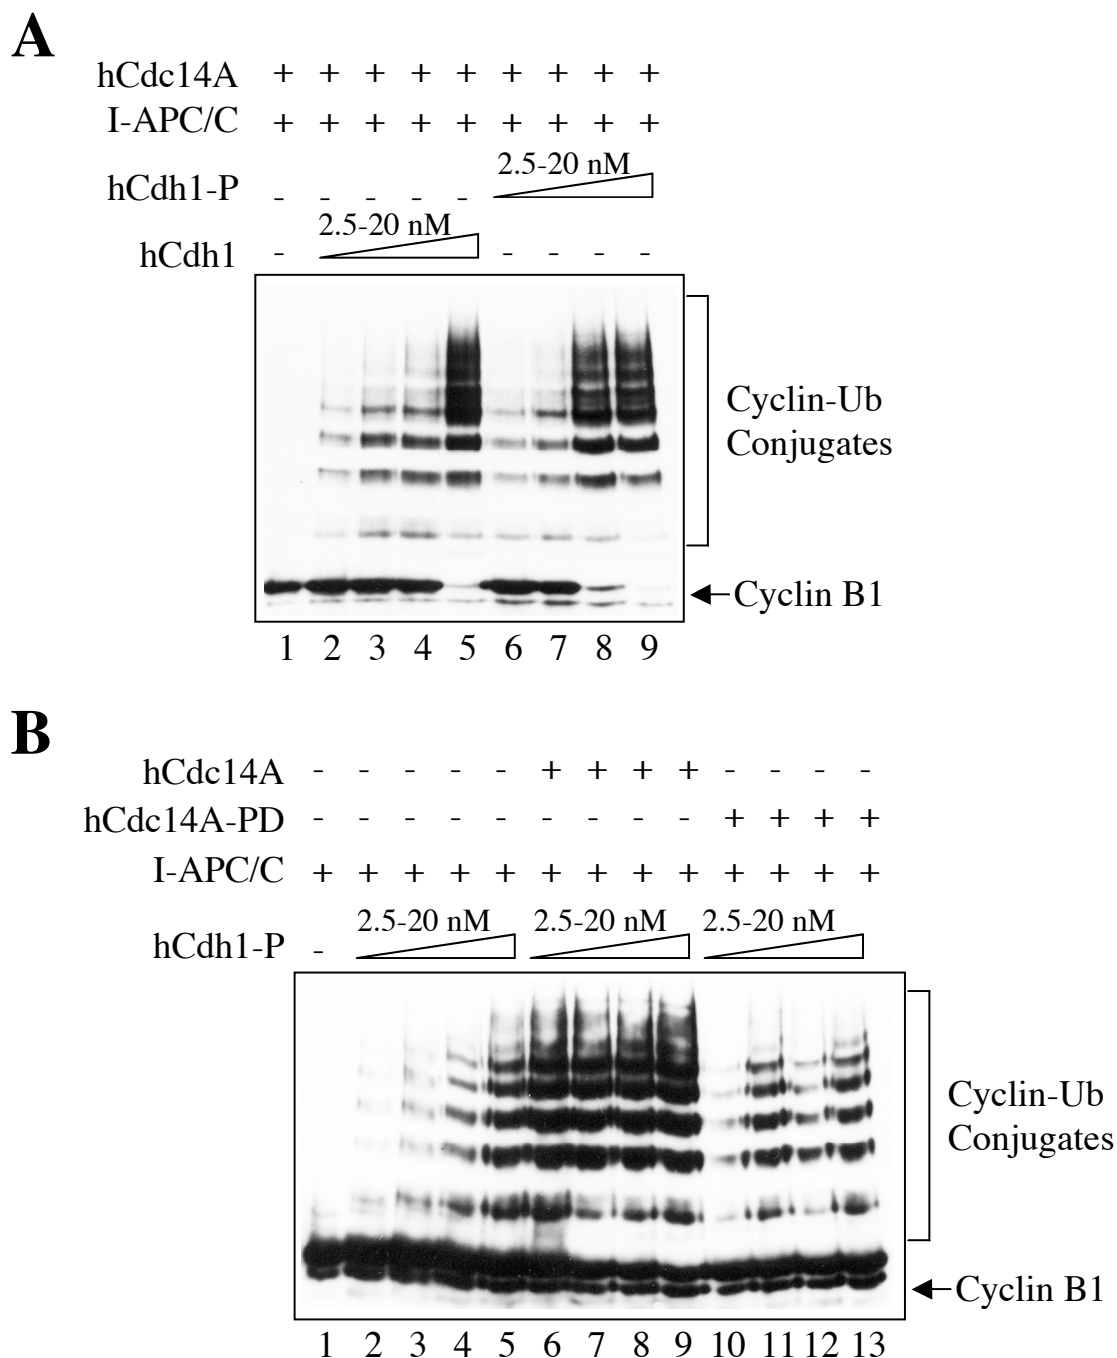 A
hCdc14A + + + + + + + + +
I-APC/C + + + + + + + + +
2.5-20 nM
hCdh1-P - - - - -
2.5-20 nM
hCdh1 - - - - -
Cyclin-Ub
Conjugates
Cyclin B1
1 2 3 4 5 6 7 8 9
B
hCdc14A - - - - - + + + + - - - -
hCdc14A-PD - - - - - - - - - + + + +
I-APC/C + + + + + + + + + + + + +
2.5-20 nM 2.5-20 nM 2.5-20 nM
hCdh1-P -
Cyclin-Ub
Conjugates
Cyclin B1
1 2 3 4 5 6 7 8 9 10 11 12 13